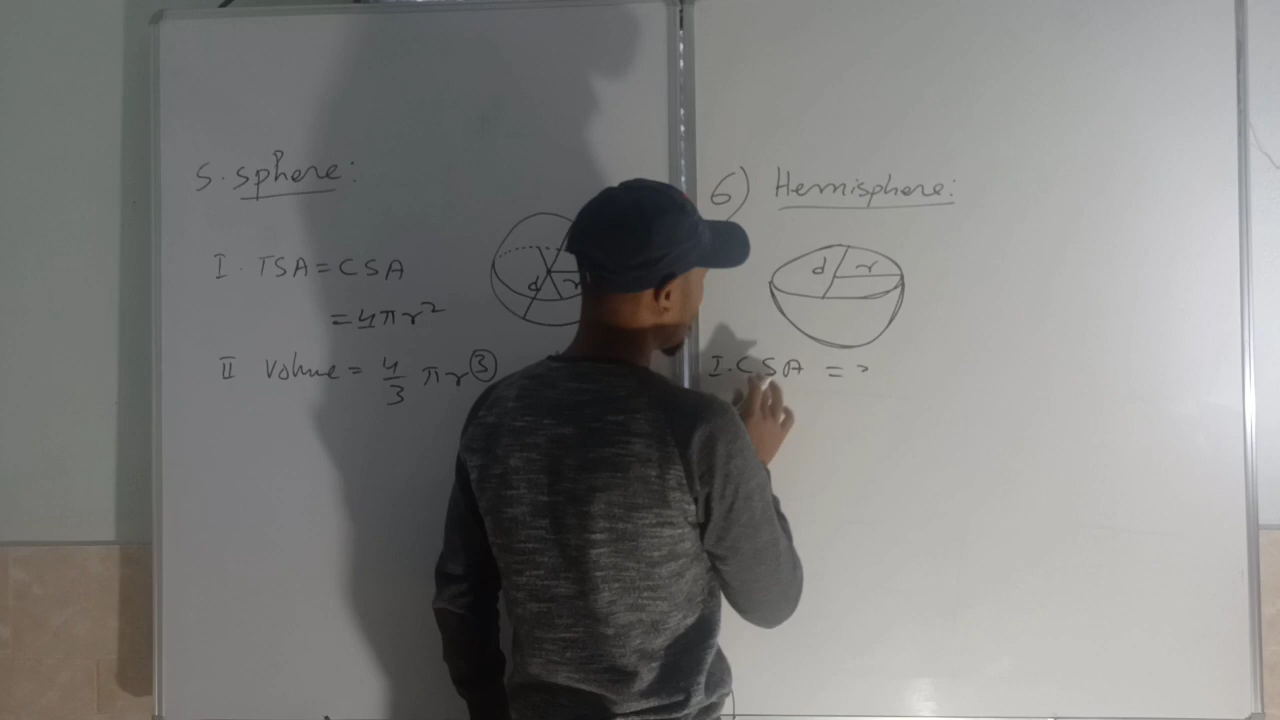 5. Sphere:
I. TSA = CSA
= 4πr²
II Volume = 4/3 πr³
d r
6) Hemisphere:
d r
I. CSA =